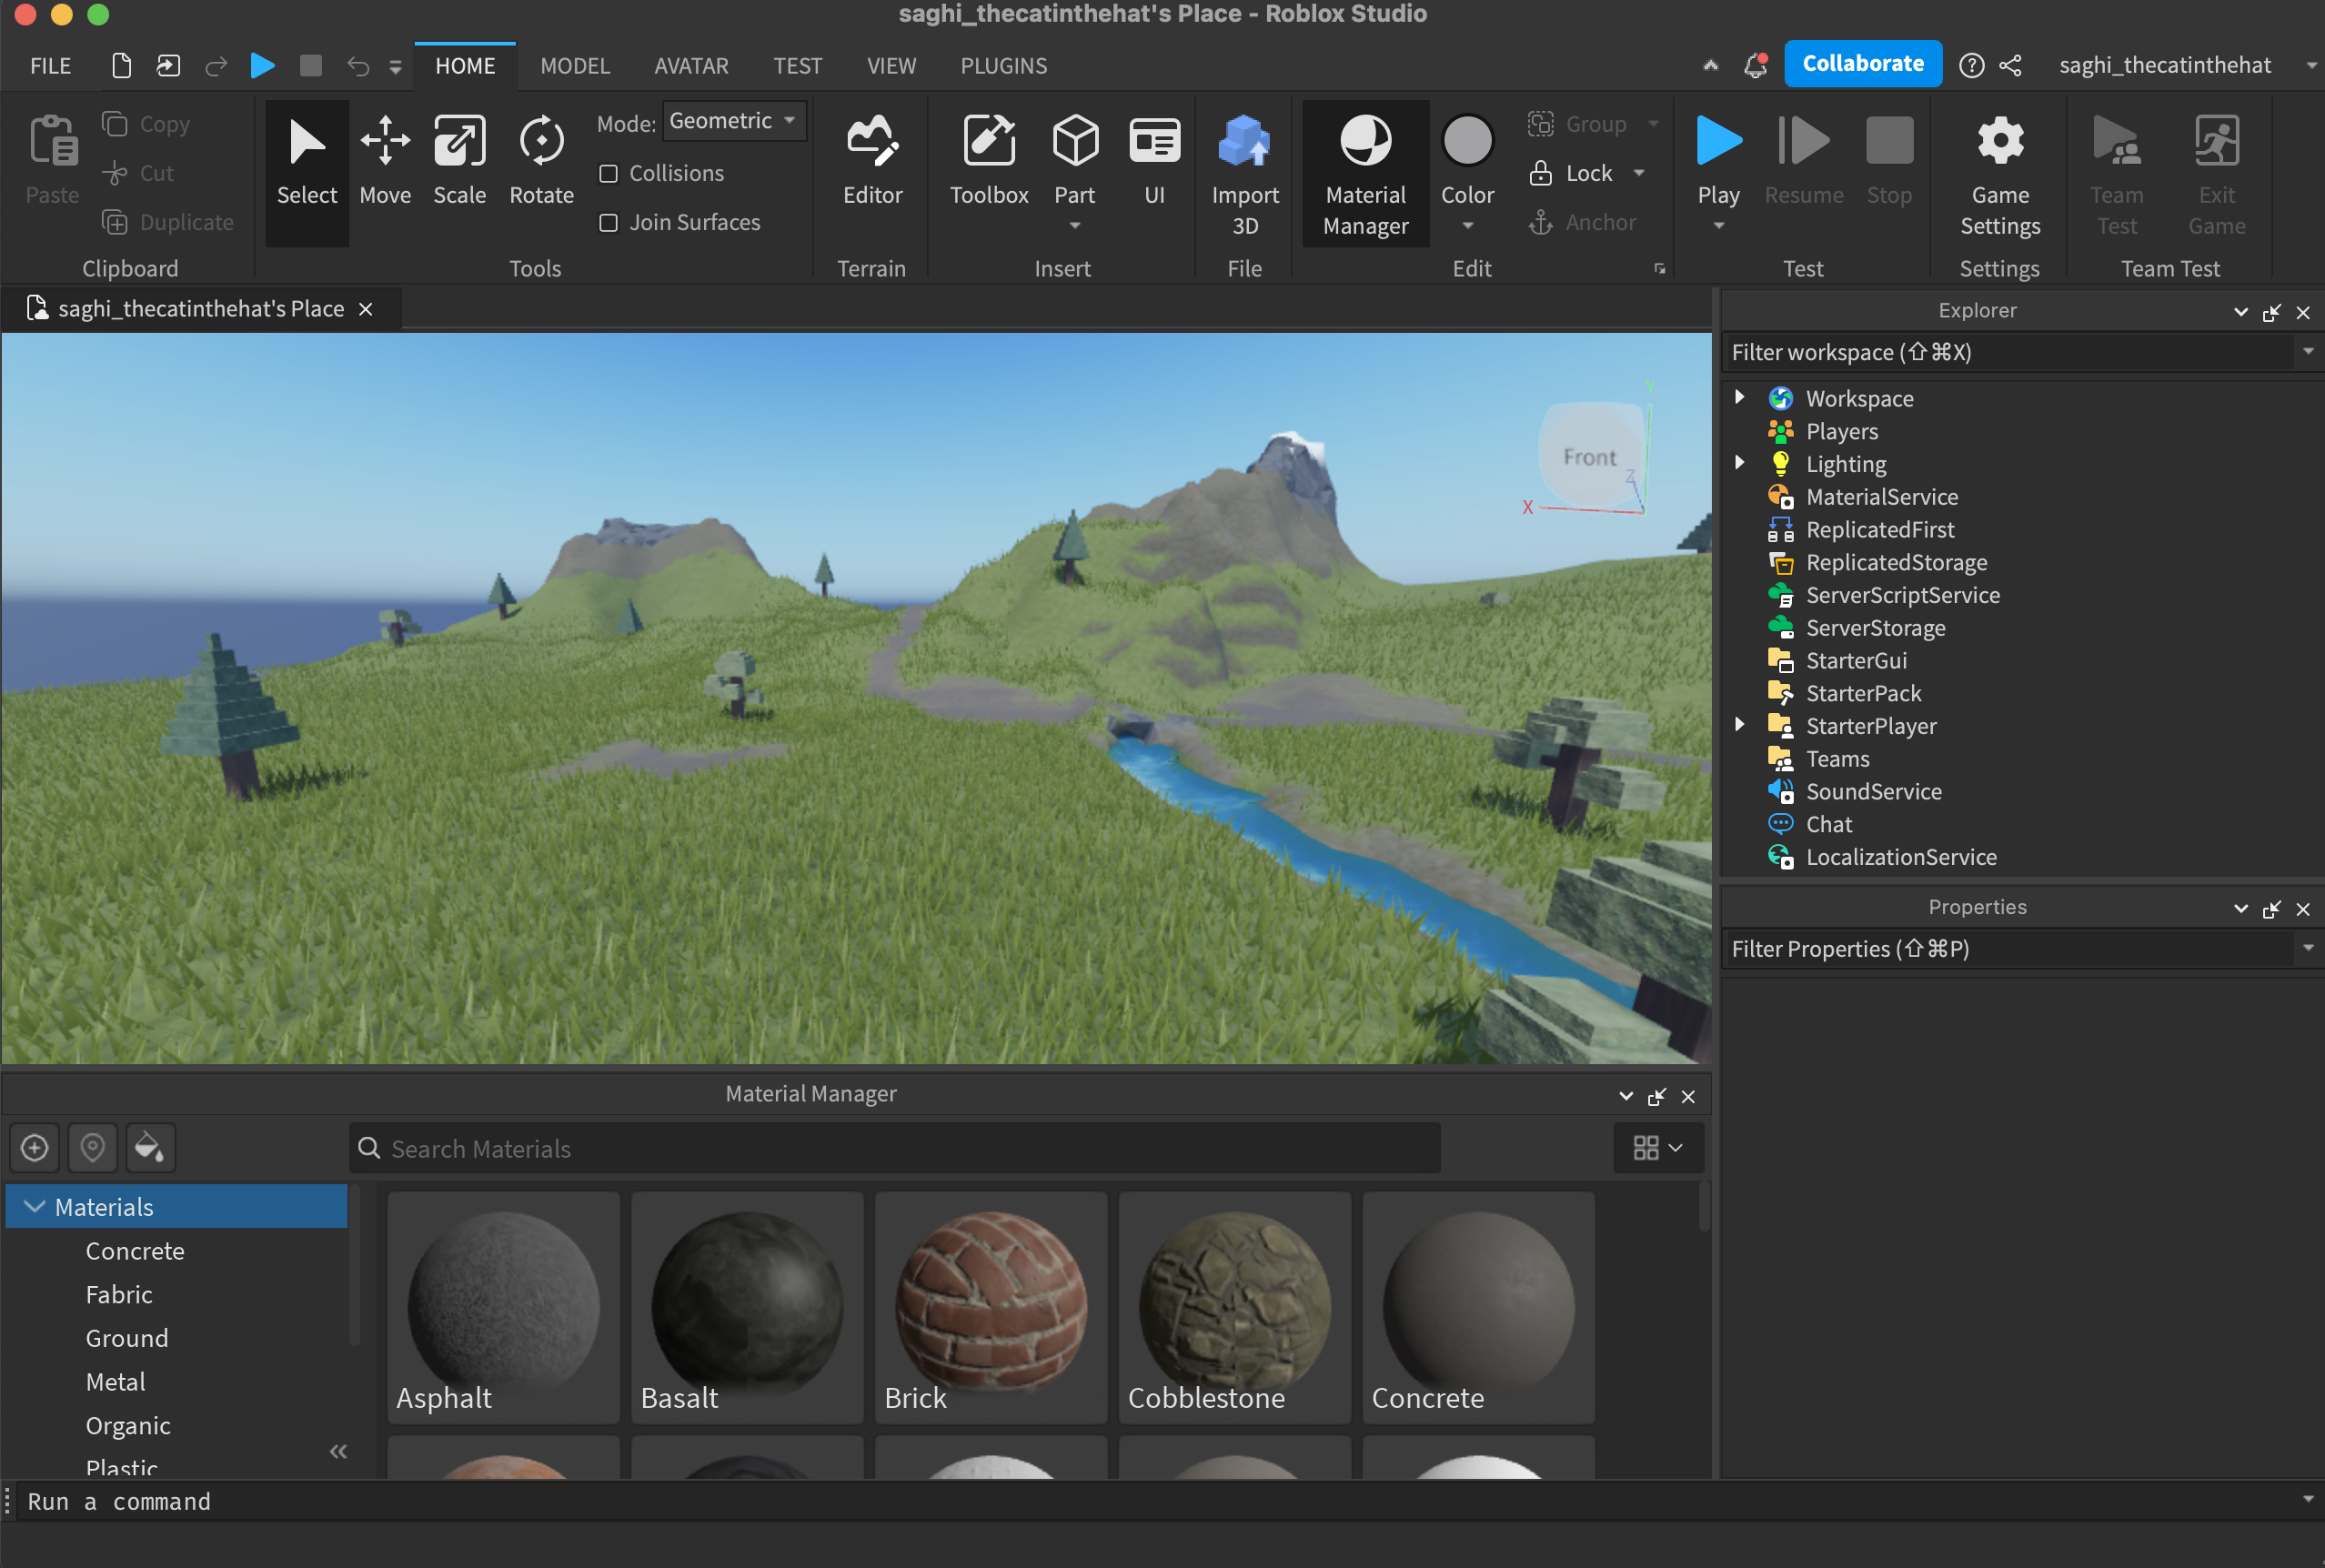 saghi_thecatinthehat's Place - Roblox Studio
FILE HOME MODEL AVATAR TEST VIEW PLUGINS Collaborate saghi_thecatinthehat
Paste
Copy
Cut
Duplicate
Clipboard
Select
Move
Scale
Rotate
Mode: Geometric
Collisions
Join Surfaces
Tools
Editor
Terrain
Toolbox
Part
UI
Insert
Import
3D
File
Material
Manager
Color
Group
Lock
Anchor
Edit
Play
Resume
Stop
Test
Game
Settings
Settings
Team
Test
Exit
Game
Team Test
saghi_thecatinthehat's Place
Y
Front
Z
X
Explorer
Filter workspace (⇧⌘X)
Workspace
Players
Lighting
MaterialService
ReplicatedFirst
ReplicatedStorage
ServerScriptService
ServerStorage
StarterGui
StarterPack
StarterPlayer
Teams
SoundService
Chat
LocalizationService
Properties
Filter Properties (⇧⌘P)
Material Manager
Search Materials
Materials
Concrete
Fabric
Ground
Metal
Organic
Plastic
Asphalt
Basalt
Brick
Cobblestone
Concrete
Run a command